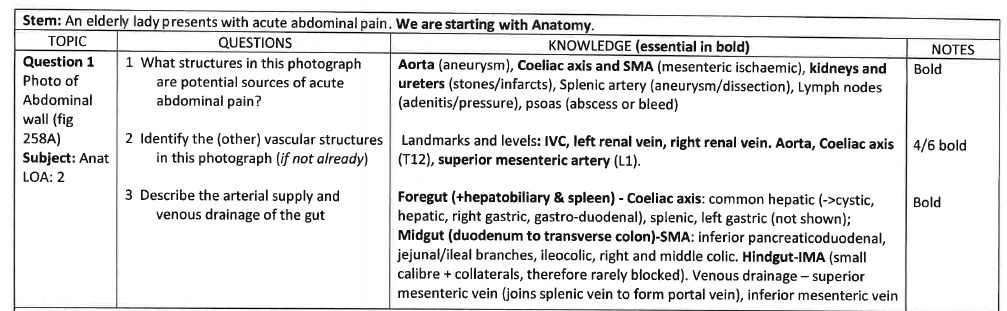 Stem: An elderly lady presents with acute abdominal pain. We are starting with Anatomy.
TOPIC
QUESTIONS
KNOWLEDGE (essential in bold)
NOTES
Question 1
Photo of
Abdominal
wall (fig
258A)
Subject: Anat
LOA: 2
1 What structures in this photograph
are potential sources of acute
abdominal pain?
Aorta (aneurysm), Coeliac axis and SMA (mesenteric ischaemic), kidneys and
ureters (stones/infarcts), Splenic artery (aneurysm/dissection), Lymph nodes
(adenitis/pressure), psoas (abscess or bleed)
Bold
2 Identify the (other) vascular structures
in this photograph (if not already)
Landmarks and levels: IVC, left renal vein, right renal vein. Aorta, Coeliac axis
(T12), superior mesenteric artery (L1).
4/6 bold
3 Describe the arterial supply and
venous drainage of the gut
Foregut (+hepatobiliary & spleen) - Coeliac axis: common hepatic (->cystic,
hepatic, right gastric, gastro-duodenal), splenic, left gastric (not shown);
Midgut (duodenum to transverse colon)-SMA: inferior pancreaticoduodenal,
jejunal/ileal branches, ileocolic, right and middle colic. Hindgut-IMA (small
calibre + collaterals, therefore rarely blocked). Venous drainage – superior
mesenteric vein (joins splenic vein to form portal vein), inferior mesenteric vein
Bold